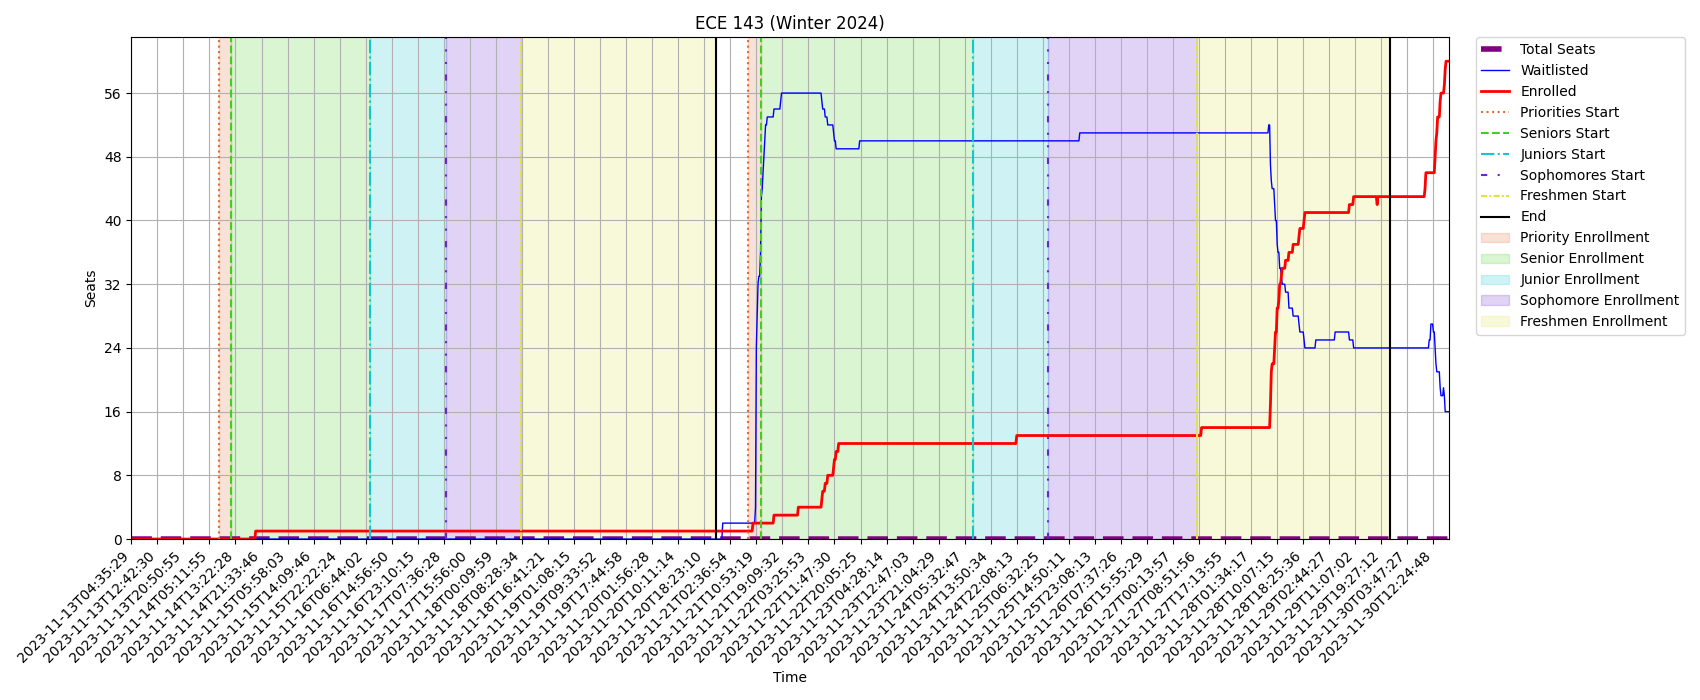 ECE 143 (Winter 2024)
Seats
56
48
40
32
24
16
8
0
2023-11-13T04:35:29
2023-11-13T12:42:30
2023-11-13T20:50:55
2023-11-14T05:11:55
2023-11-14T13:22:28
2023-11-14T21:33:46
2023-11-15T05:58:03
2023-11-15T14:09:46
2023-11-15T22:22:24
2023-11-16T06:44:02
2023-11-16T14:56:50
2023-11-16T23:10:15
2023-11-17T07:36:28
2023-11-17T15:56:00
2023-11-18T00:09:59
2023-11-18T08:28:34
2023-11-18T16:41:21
2023-11-19T01:08:15
2023-11-19T09:33:52
2023-11-19T17:44:58
2023-11-20T01:56:28
2023-11-20T10:11:14
2023-11-20T18:23:10
2023-11-21T02:36:54
2023-11-21T10:53:19
2023-11-21T19:09:32
2023-11-22T03:25:53
2023-11-22T11:47:30
2023-11-22T20:05:25
2023-11-23T04:28:14
2023-11-23T12:47:03
2023-11-23T21:04:29
2023-11-24T05:32:47
2023-11-24T13:50:34
2023-11-24T22:08:13
2023-11-25T06:32:25
2023-11-25T14:50:11
2023-11-25T23:08:13
2023-11-26T07:37:26
2023-11-26T15:55:29
2023-11-27T00:13:57
2023-11-27T08:51:56
2023-11-27T17:13:55
2023-11-28T01:34:17
2023-11-28T10:07:15
2023-11-28T18:25:36
2023-11-29T02:44:27
2023-11-29T11:07:02
2023-11-29T19:27:12
2023-11-30T03:47:27
2023-11-30T12:24:48
Time
Total Seats
Waitlisted
Enrolled
Priorities Start
Seniors Start
Juniors Start
Sophomores Start
Freshmen Start
End
Priority Enrollment
Senior Enrollment
Junior Enrollment
Sophomore Enrollment
Freshmen Enrollment